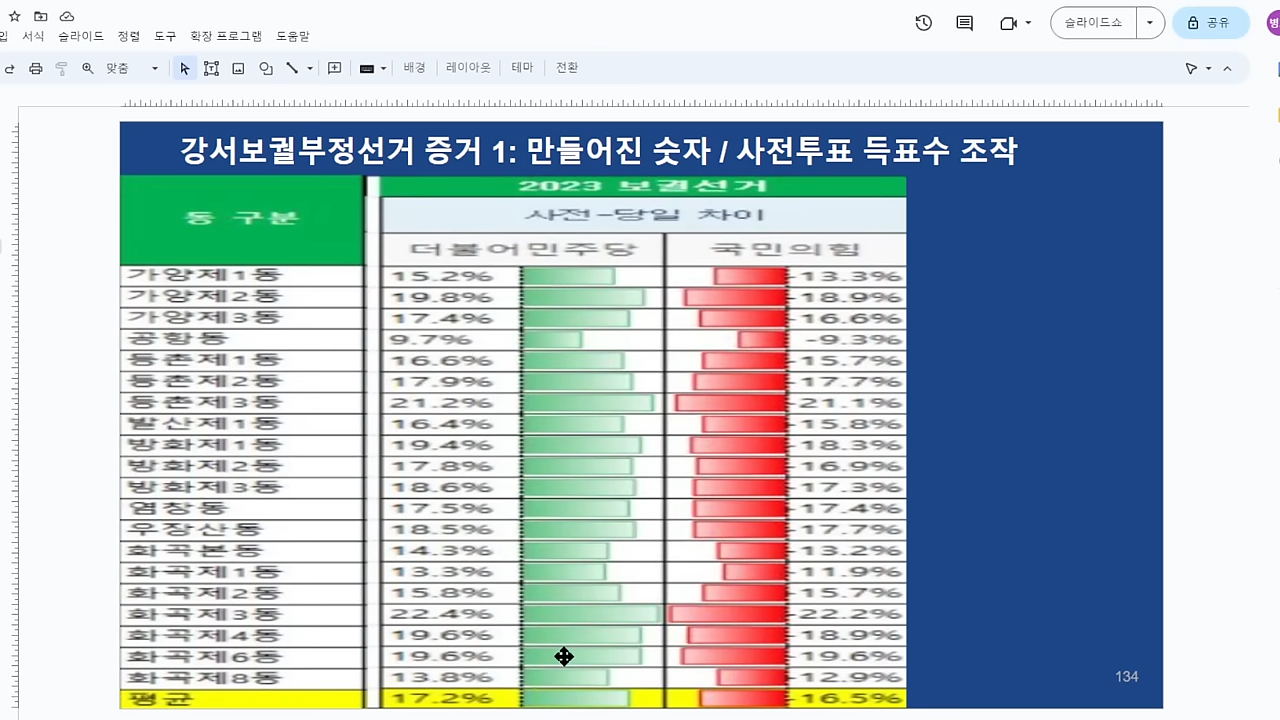 입 서식 슬라이드 정렬 도구 확장 프로그램 도움말
슬라이드쇼
공유
병
맞춤
배경 레이아웃 테마 전환
강서보궐부정선거 증거 1: 만들어진 숫자 / 사전투표 득표수 조작
동 구분
2023 보궐선거
사전-당일 차이
더불어민주당 국민의힘
가양제1동 15.2% -13.3%
가양제2동 19.8% -18.9%
가양제3동 17.4% -16.6%
공항동 9.7% -9.3%
등촌제1동 16.6% -15.7%
등촌제2동 17.9% -17.7%
등촌제3동 21.2% -21.1%
발산제1동 16.4% -15.8%
방화제1동 19.4% -18.3%
방화제2동 17.8% -16.9%
방화제3동 18.6% -17.3%
염창동 17.5% -17.4%
우장산동 18.5% -17.7%
화곡본동 14.3% -13.2%
화곡제1동 13.3% -11.9%
화곡제2동 15.8% -15.7%
화곡제3동 22.4% -22.2%
화곡제4동 19.6% -18.9%
화곡제6동 19.6% -19.6%
화곡제8동 13.8% -12.9%
평균 17.2% -16.5%
134